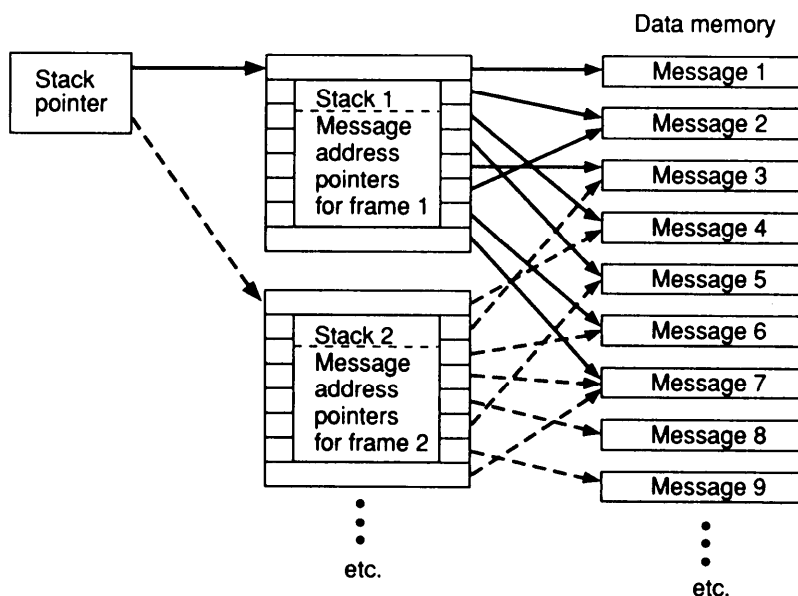 Data memory
Stack
pointer
Stack 1
Message
address
pointers
for frame 1
Stack 2
Message
address
pointers
for frame 2
etc.
Message 1
Message 2
Message 3
Message 4
Message 5
Message 6
Message 7
Message 8
Message 9
etc.